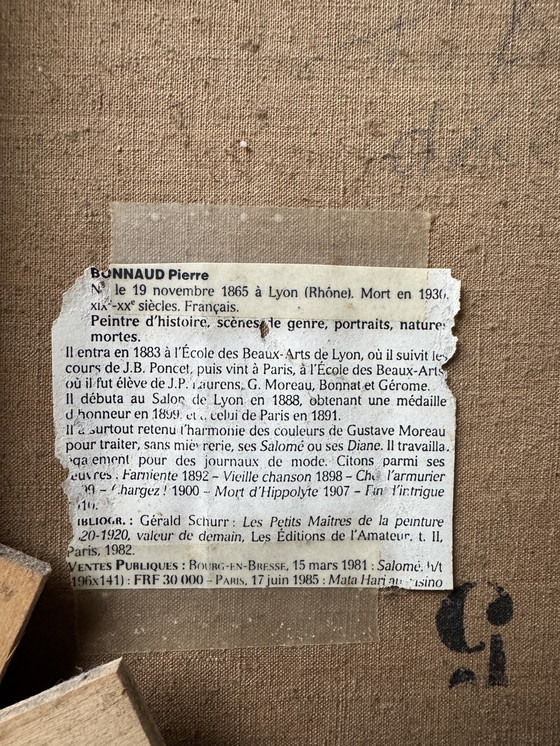 BONNAUD Pierre
Né le 19 novembre 1865 à Lyon (Rhône). Mort en 1930.
XIXe-XXe siècles. Français.
Peintre d'histoire, scènes de genre, portraits, natures
mortes.
Il entra en 1883 à l'École des Beaux-Arts de Lyon, où il suivit les
cours de J.B. Poncet, puis vint à Paris, à l'École des Beaux-Arts
où il fut élève de J.P. Laurens, G. Moreau, Bonnat et Gérome.
Il débuta au Salon de Lyon en 1888, obtenant une médaille
d'honneur en 1899, et à celui de Paris en 1891.
Il a surtout retenu l'harmonie des couleurs de Gustave Moreau
pour traiter, sans mièvrerie, ses Salomé ou ses Diane. Il travailla
également pour des journaux de mode. Citons parmi ses
œuvres : Farniente 1892 – Vieille chanson 1898 – Chez l'armurier
– Chargez ! 1900 – Mort d'Hippolyte 1907 – l'intrigue
BIBLIOGR. : Gérald Schurr : Les Petits Maîtres de la peinture
1820-1920, valeur de demain, Les Éditions de l'Amateur, t. II,
Paris, 1982.
VENTES PUBLIQUES : BOURG-EN-BRESSE, 15 mars 1981 : Salomé, h/t
(196x141) : FRF 30 000 – PARIS, 17 juin 1985 : Mata Hari au casino